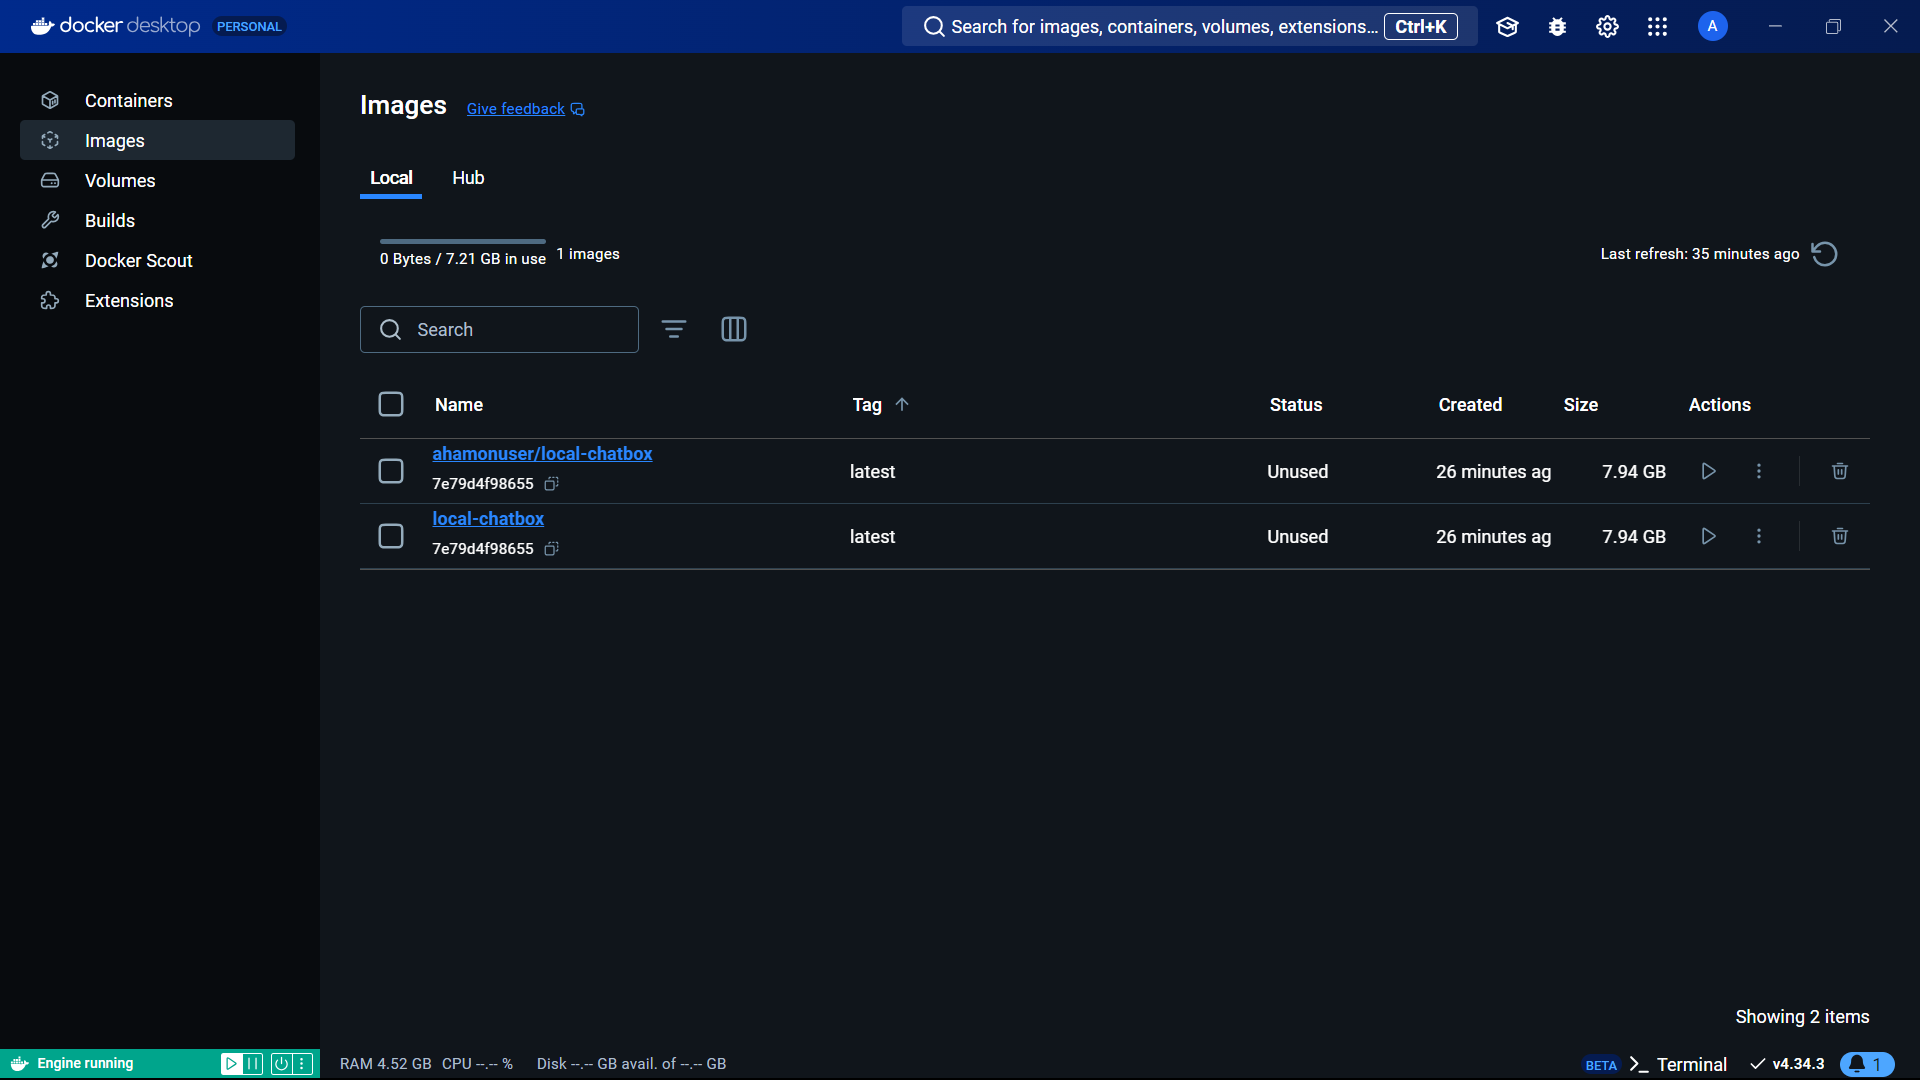 docker desktop PERSONAL
Search for images, containers, volumes, extensions... Ctrl+K
A
Containers
Images
Volumes
Builds
Docker Scout
Extensions
Images Give feedback
Local Hub
0 Bytes / 7.21 GB in use 1 images
Last refresh: 35 minutes ago
Search
Name Tag Status Created Size Actions
ahamonuser/local-chatbox
7e79d4f98655
latest Unused 26 minutes ag 7.94 GB
local-chatbox
7e79d4f98655
latest Unused 26 minutes ag 7.94 GB
Showing 2 items
Engine running
RAM 4.52 GB CPU --.-- % Disk --.-- GB avail. of --.-- GB
BETA >_ Terminal v4.34.3 1